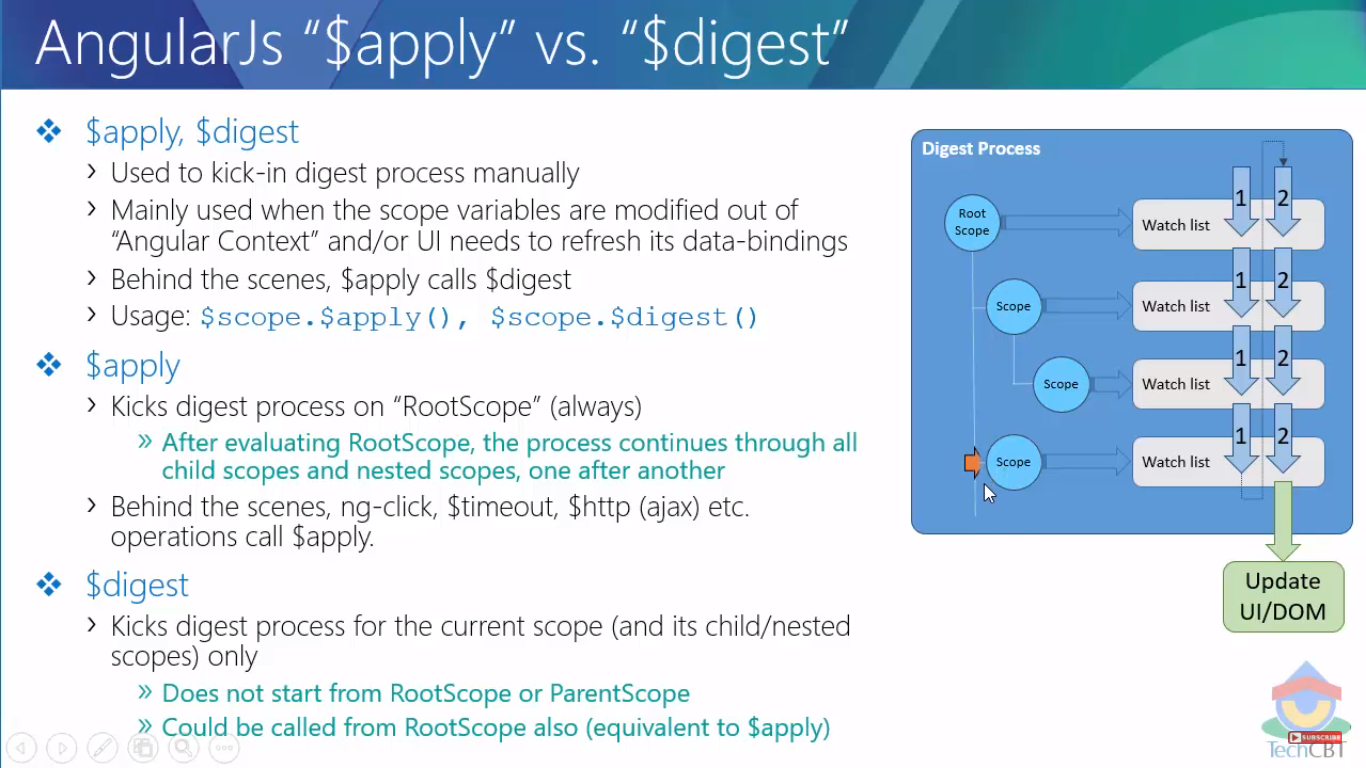 AngularJs “$apply” vs. “$digest”
$apply, $digest
Used to kick-in digest process manually
Mainly used when the scope variables are modified out of
“Angular Context” and/or UI needs to refresh its data-bindings
Behind the scenes, $apply calls $digest
Usage: $scope.$apply(), $scope.$digest()
$apply
Kicks digest process on “RootScope” (always)
After evaluating RootScope, the process continues through all
child scopes and nested scopes, one after another
Behind the scenes, ng-click, $timeout, $http (ajax) etc.
operations call $apply.
$digest
Kicks digest process for the current scope (and its child/nested
scopes) only
Does not start from RootScope or ParentScope
Could be called from RootScope also (equivalent to $apply)
Digest Process
Root
Scope
Watch list
1
2
Scope
Watch list
1
2
Scope
Watch list
1
2
Scope
Watch list
1
2
Update
UI/DOM
SUBSCRIBE
TechCBT